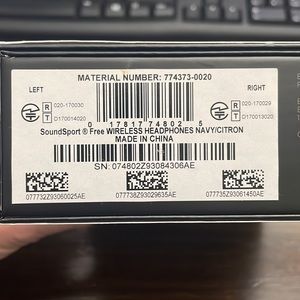 MATERIAL NUMBER: 774373-0020
LEFT
RIGHT
R 020-170030
T D170014020
R 020-170029
T D170013020
0 17817 74802 5
SoundSport ® Free WIRELESS HEADPHONES NAVY/CITRON
MADE IN CHINA
SN: 074802Z93084306AE
077732Z93060025AE
077738Z93029635AE
077735Z93061450AE